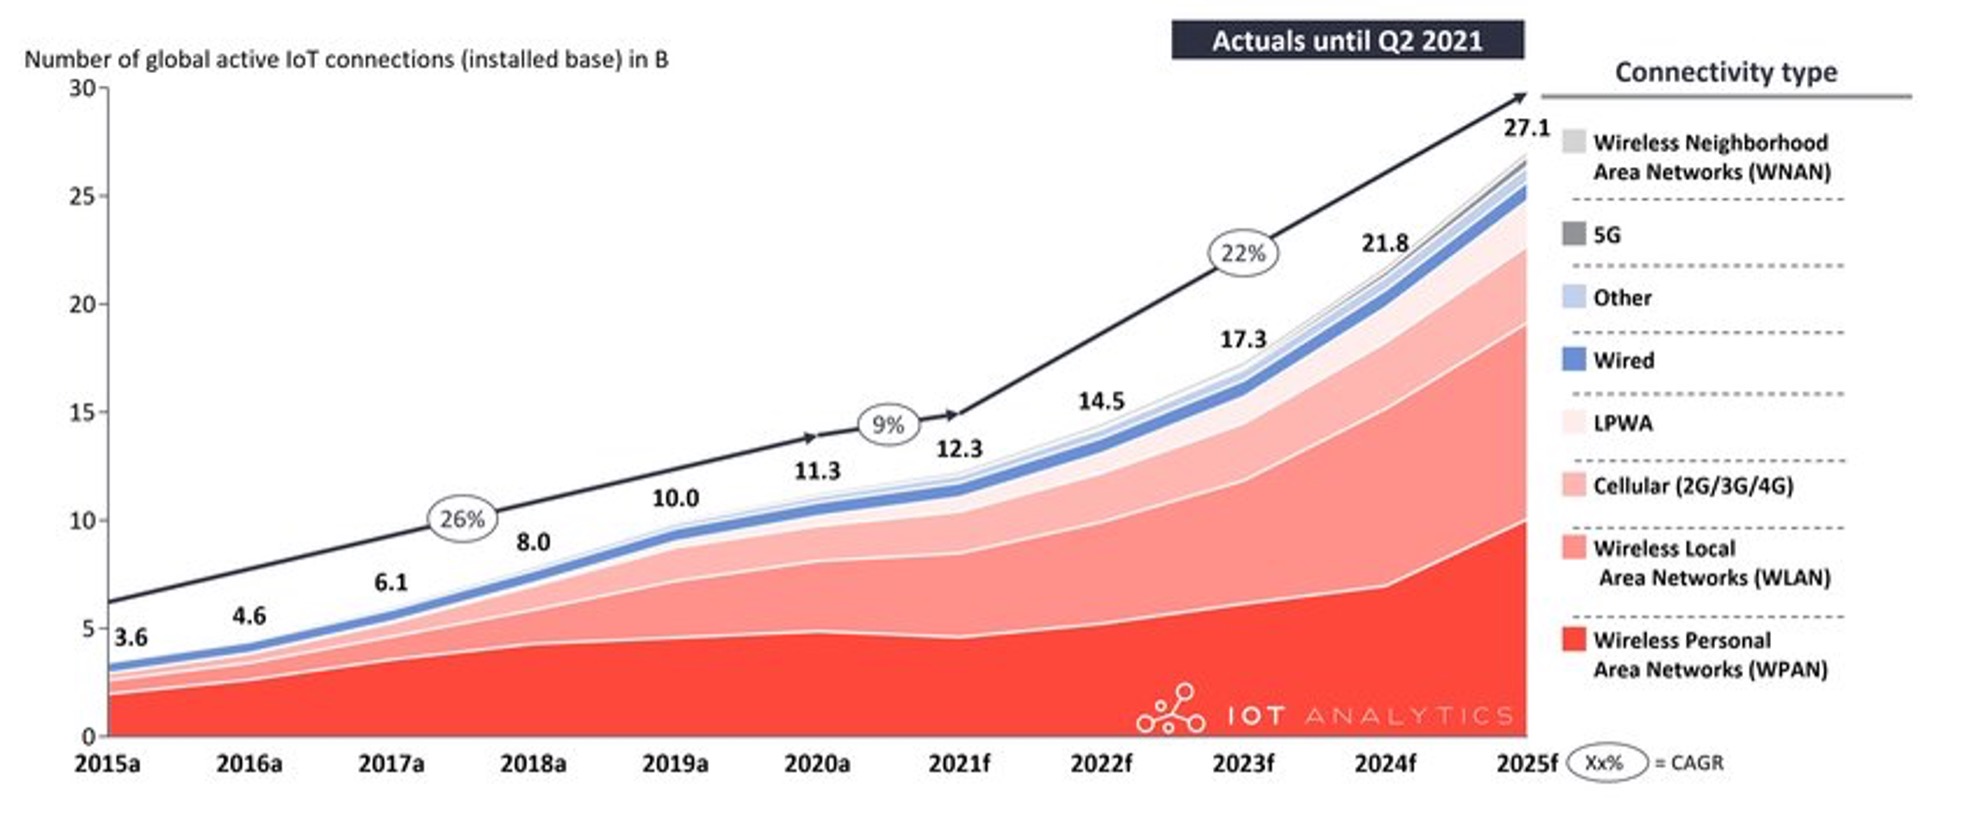 Actuals until Q2 2021
Number of global active IoT connections (installed base) in B
Connectivity type
30
25
20
15
10
5
0
3.6
4.6
6.1
8.0
10.0
11.3
12.3
14.5
17.3
21.8
27.1
26%
9%
22%
Wireless Neighborhood
Area Networks (WNAN)
5G
Other
Wired
LPWA
Cellular (2G/3G/4G)
Wireless Local
Area Networks (WLAN)
Wireless Personal
Area Networks (WPAN)
IOT ANALYTICS
2015a
2016a
2017a
2018a
2019a
2020a
2021f
2022f
2023f
2024f
2025f
Xx% = CAGR